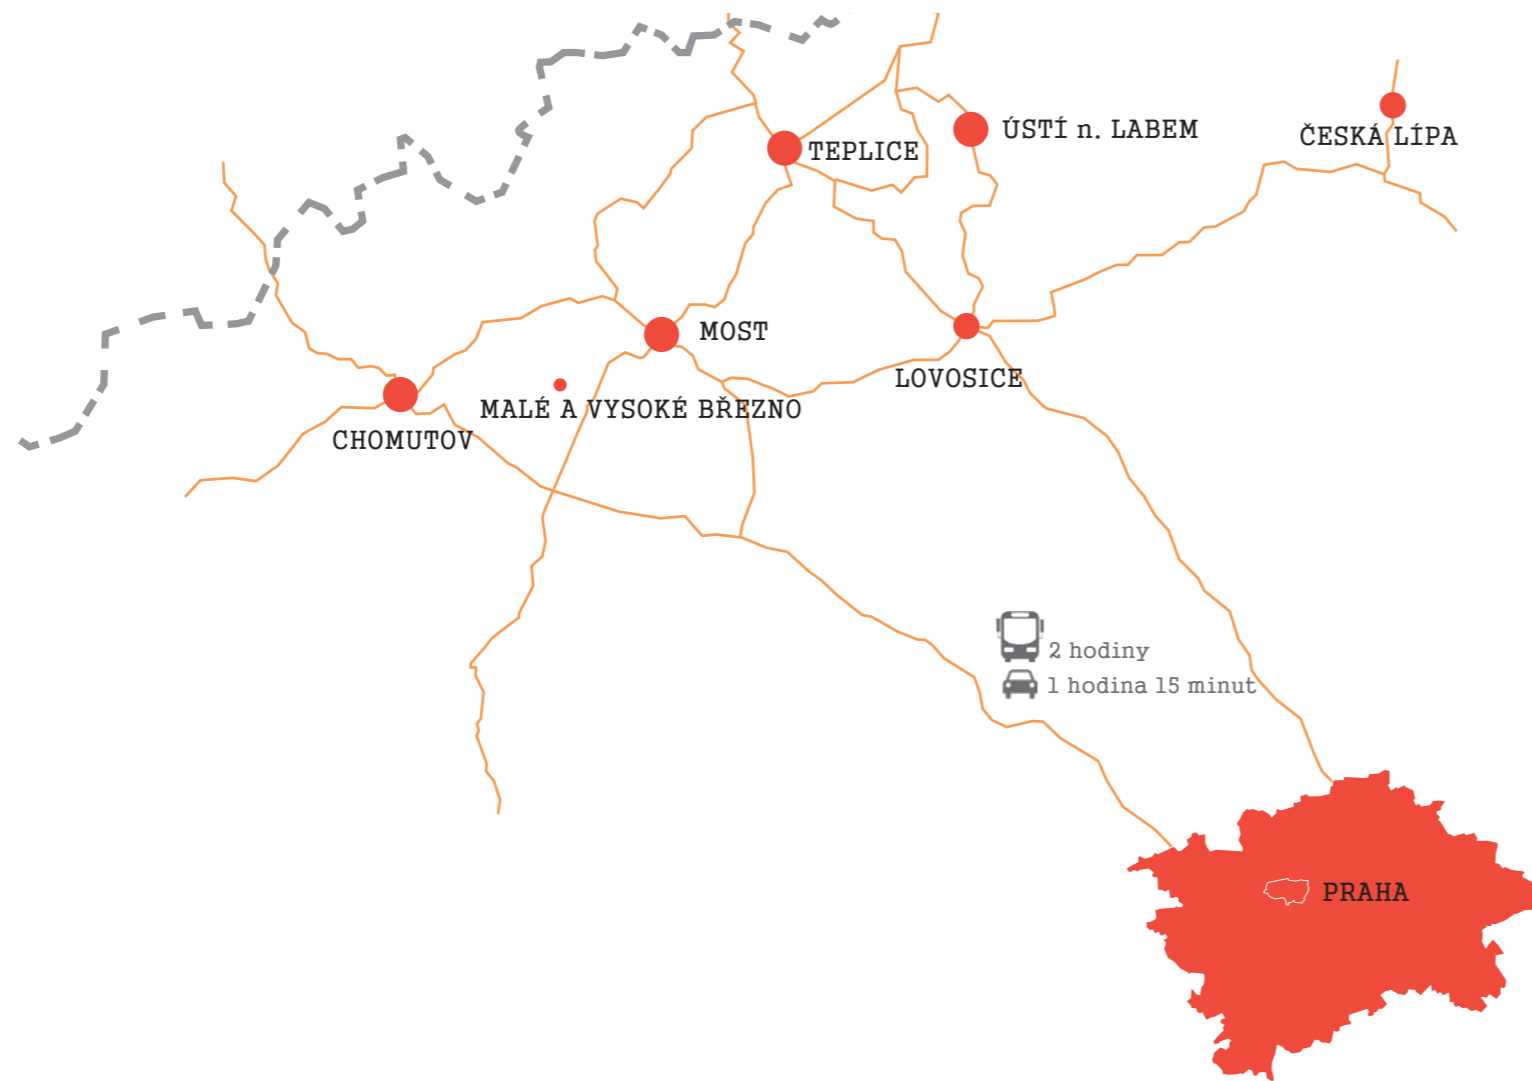 ÚSTÍ n. LABEM
ČESKÁ LÍPA
TEPLICE
MOST
LOVOSICE
MALÉ A VYSOKÉ BŘEZNO
CHOMUTOV
2 hodiny
1 hodina 15 minut
PRAHA